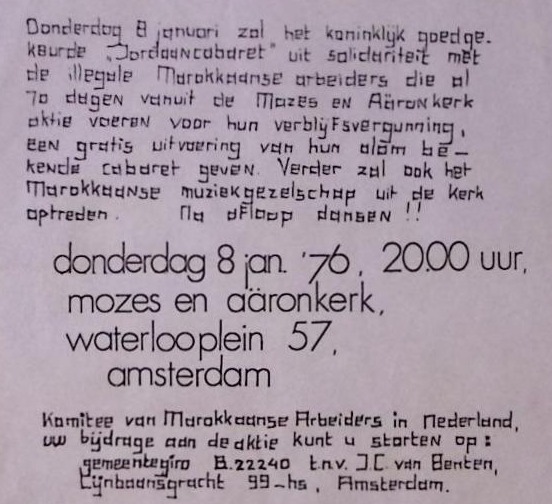 Donderdag 8 januari zal het koninklijk goedge-
keurde „Jordaancabaret" uit solidariteit met
de illegale Marokkaanse arbeiders die al
70 dagen vanuit de Mozes en Aäronkerk
aktie voeren voor hun verblijfsvergunning,
een gratis uitvoering van hun alom be-
kende cabaret geven. Verder zal ook het
Marokkaanse muziekgezelschap uit de kerk
optreden. Na afloop dansen !!
donderdag 8 jan. '76, 20.00 uur,
mozes en aäronkerk,
waterlooplein 57,
amsterdam
Komitee van Marokkaanse Arbeiders in Nederland,
uw bijdrage aan de aktie kunt u storten op:
gemeentegiro B.22240 t.n.v. J.C. van Benten,
Lijnbaansgracht 99-hs, Amsterdam.